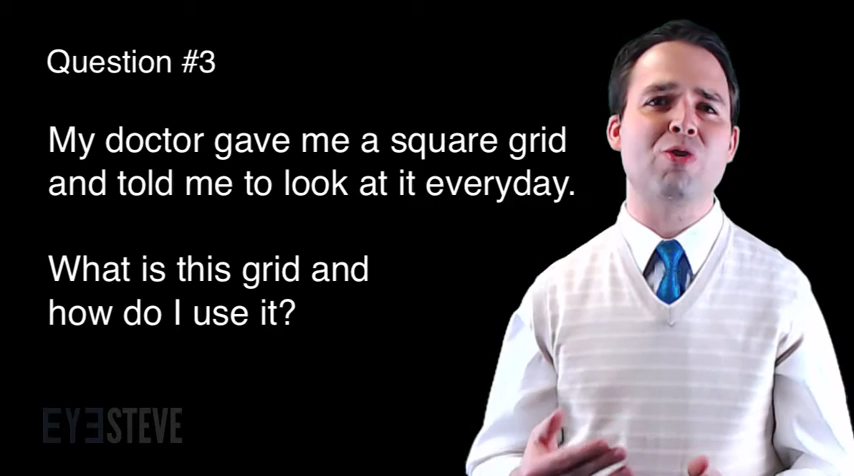 Question #3
My doctor gave me a square grid
and told me to look at it everyday.
What is this grid and
how do I use it?
EYESTEVE